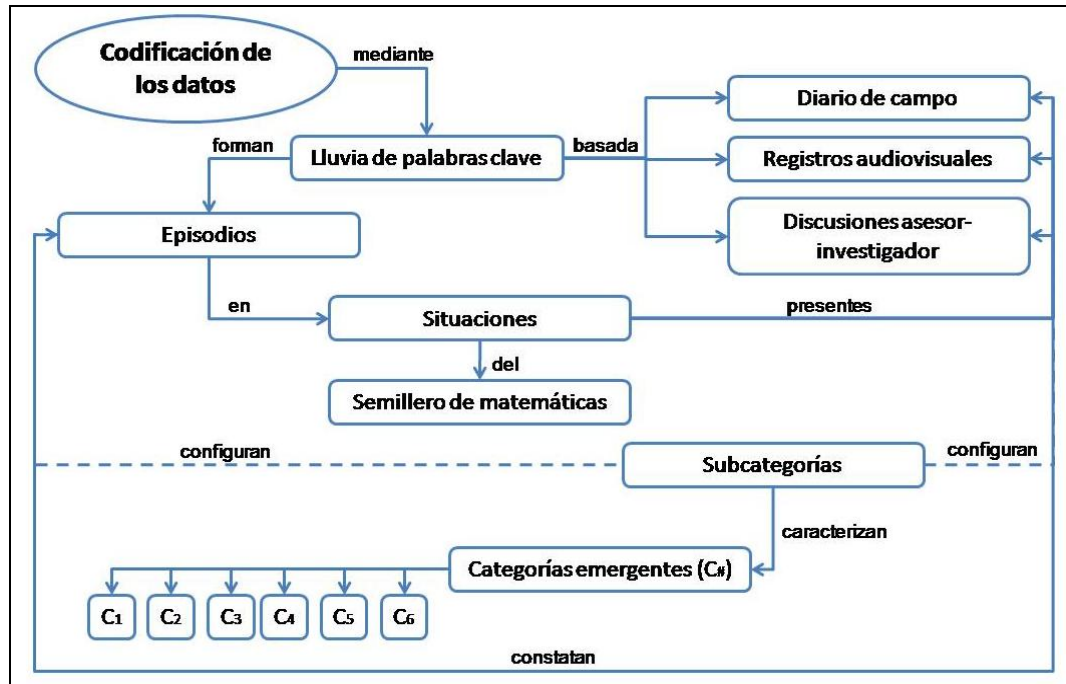 Codificación de
los datos
mediante
forman
Lluvia de palabras clave
basada
Diario de campo
Registros audiovisuales
Discusiones asesor-
investigador
Episodios
en
Situaciones
presentes
del
Semillero de matemáticas
configuran
Subcategorías
configuran
caracterizan
Categorías emergentes (C#)
C1
C2
C3
C4
C5
C6
constatan